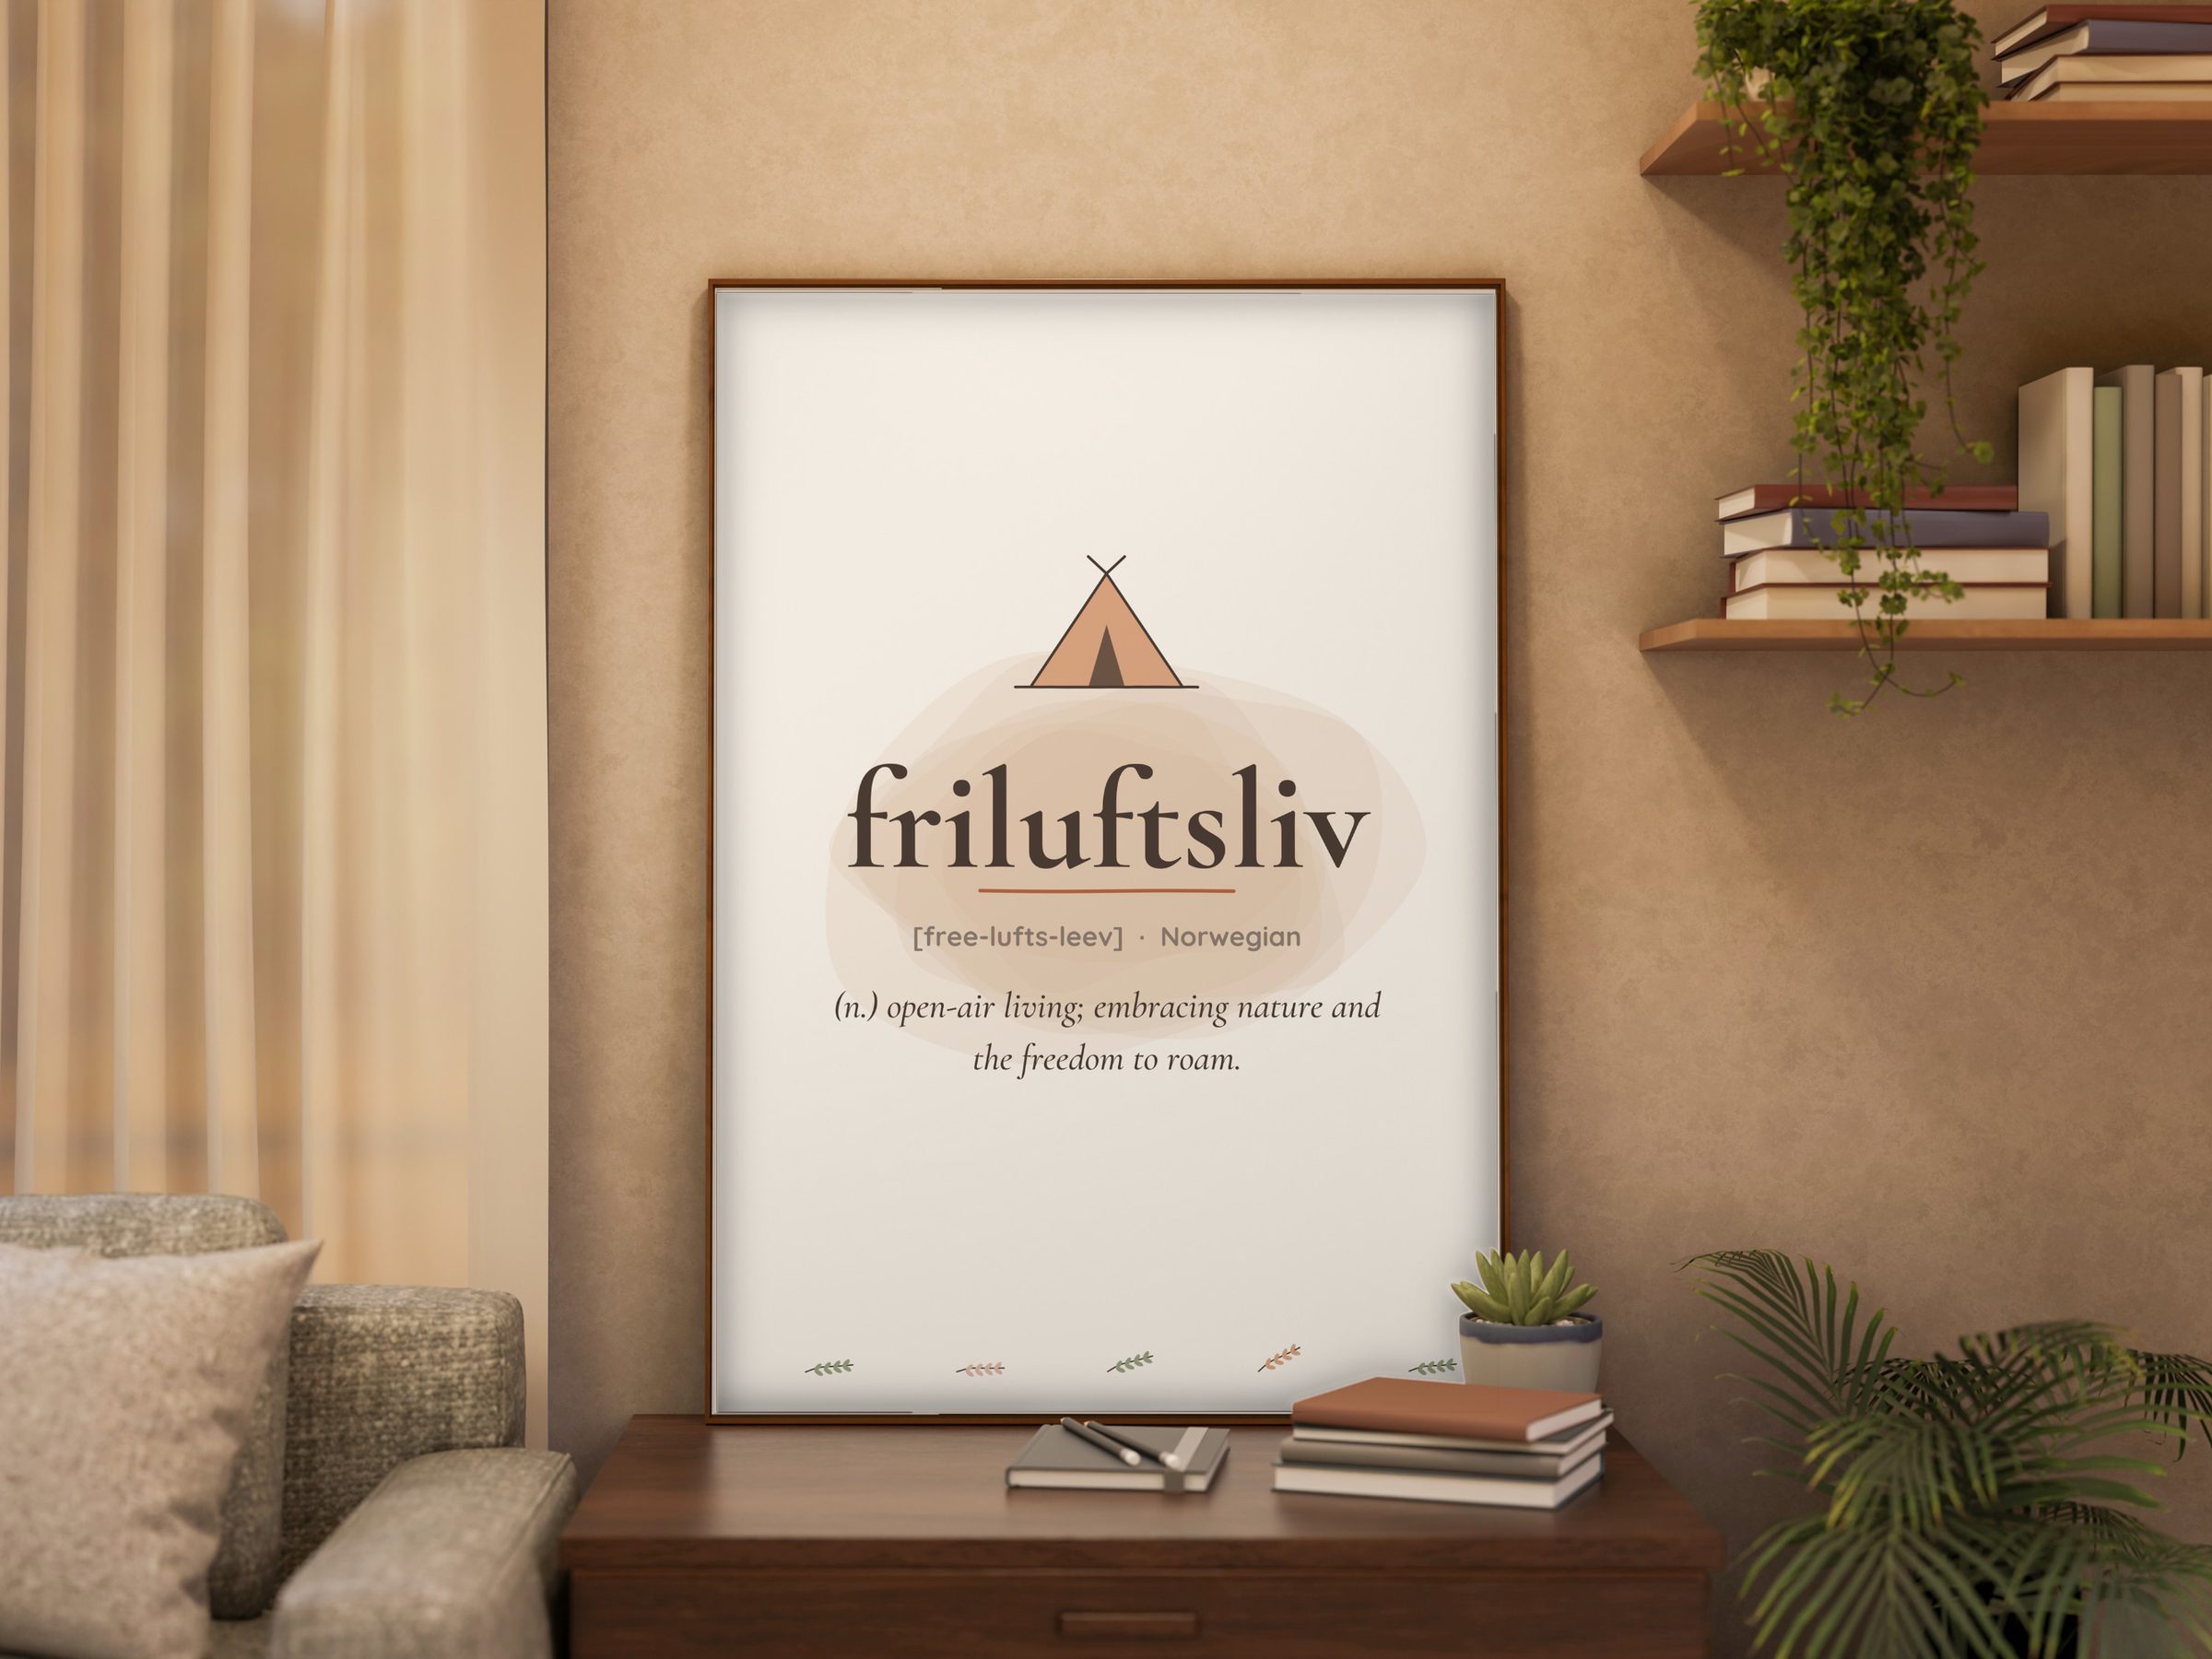 friluftsliv
[free-lufts-leev] · Norwegian
(n.) open-air living; embracing nature and
the freedom to roam.